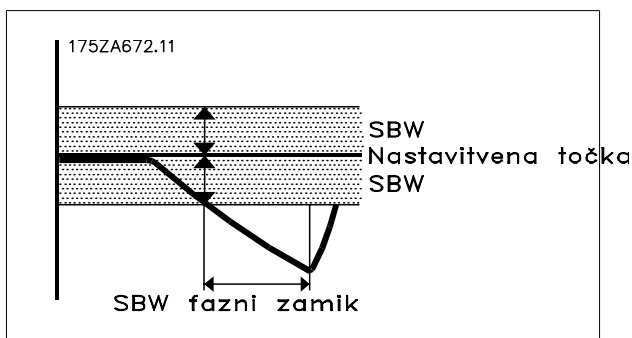 175ZA672.11
SBW
Nastavitvena točka
SBW
SBW fazni zamik